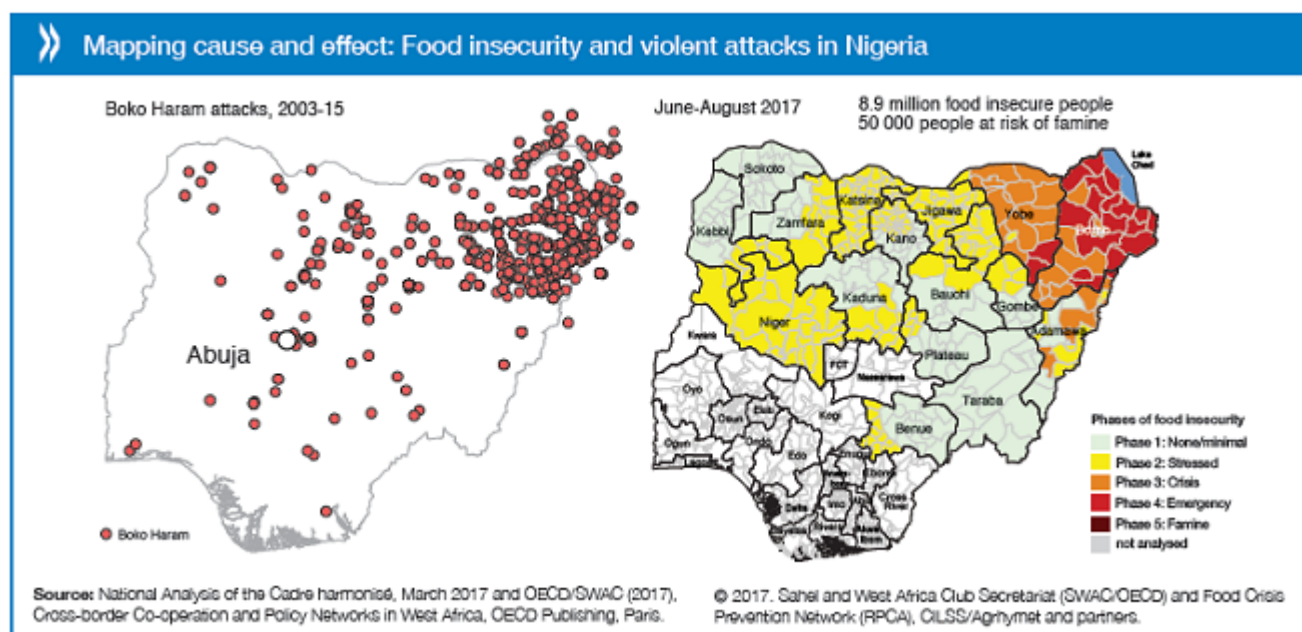 Mapping cause and effect: Food insecurity and violent attacks in Nigeria
Boko Haram attacks, 2003-15
Abuja
Boko Haram
June-August 2017
8.9 million food insecure people
50 000 people at risk of famine
Lake
Chad
Sokoto
Katsina
Jigawa
Yobe
Borno
Zamfara
Kebbi
Kano
Kaduna
Bauchi
Gombe
Niger
Adamawa
Kwara
Plateau
FCT
Nassarawa
Oyo
Taraba
Kogi
Benue
Osun
Ekiti
Ogun
Ondo
Edo
Enugu
Ebonyi
Cross
River
Delta
Imo
Rivers
Phases of food insecurity
Phase 1: None/minimal
Phase 2: Stressed
Phase 3: Crisis
Phase 4: Emergency
Phase 5: Famine
not analysed
Source: National Analysis of the Cadre harmonisé, March 2017 and OECD/SWAC (2017),
Cross-border Co-operation and Policy Networks in West Africa, OECD Publishing, Paris.
© 2017. Sahel and West Africa Club Secretariat (SWAC/OECD) and Food Crisis
Prevention Network (RPCA), CILSS/Agrhymet and partners.